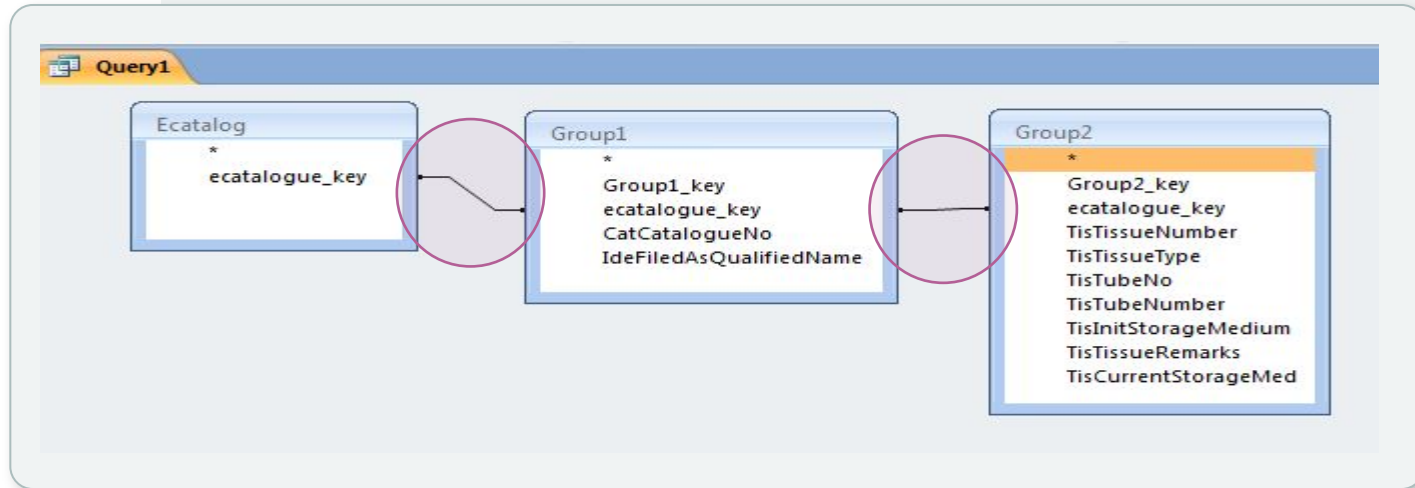 Query1
Ecatalog
*
ecatalogue_key
Group1
*
Group1_key
ecatalogue_key
CatCatalogueNo
IdeFiledAsQualifiedName
Group2
*
Group2_key
ecatalogue_key
TisTissueNumber
TisTissueType
TisTubeNo
TisTubeNumber
TisInitStorageMedium
TisTissueRemarks
TisCurrentStorageMed